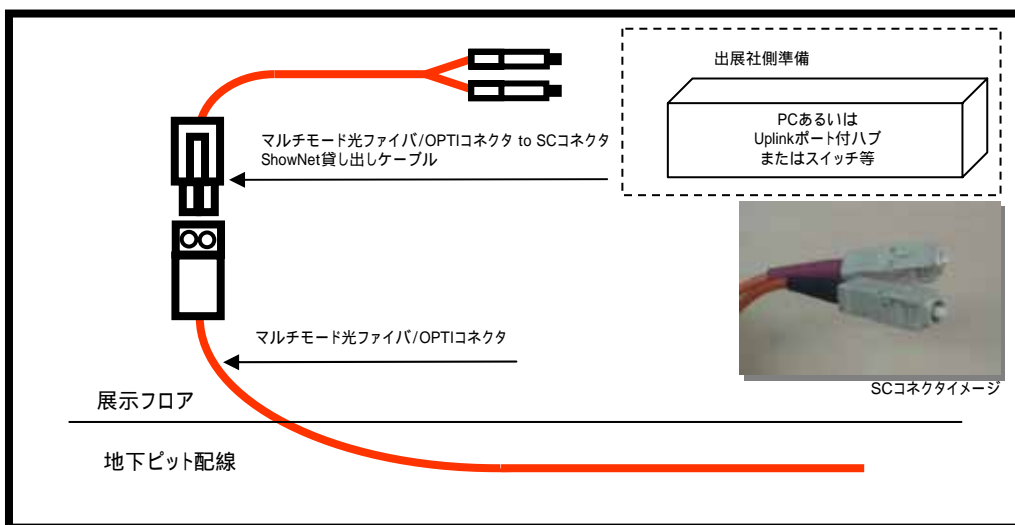 出展社側準備
PCあるいは
Uplinkポート付ハブ
またはスイッチ等
マルチモード光ファイバ/OPTIコネクタ to SCコネクタ
ShowNet貸し出しケーブル
マルチモード光ファイバ/OPTIコネクタ
SCコネクタイメージ
展示フロア
地下ピット配線